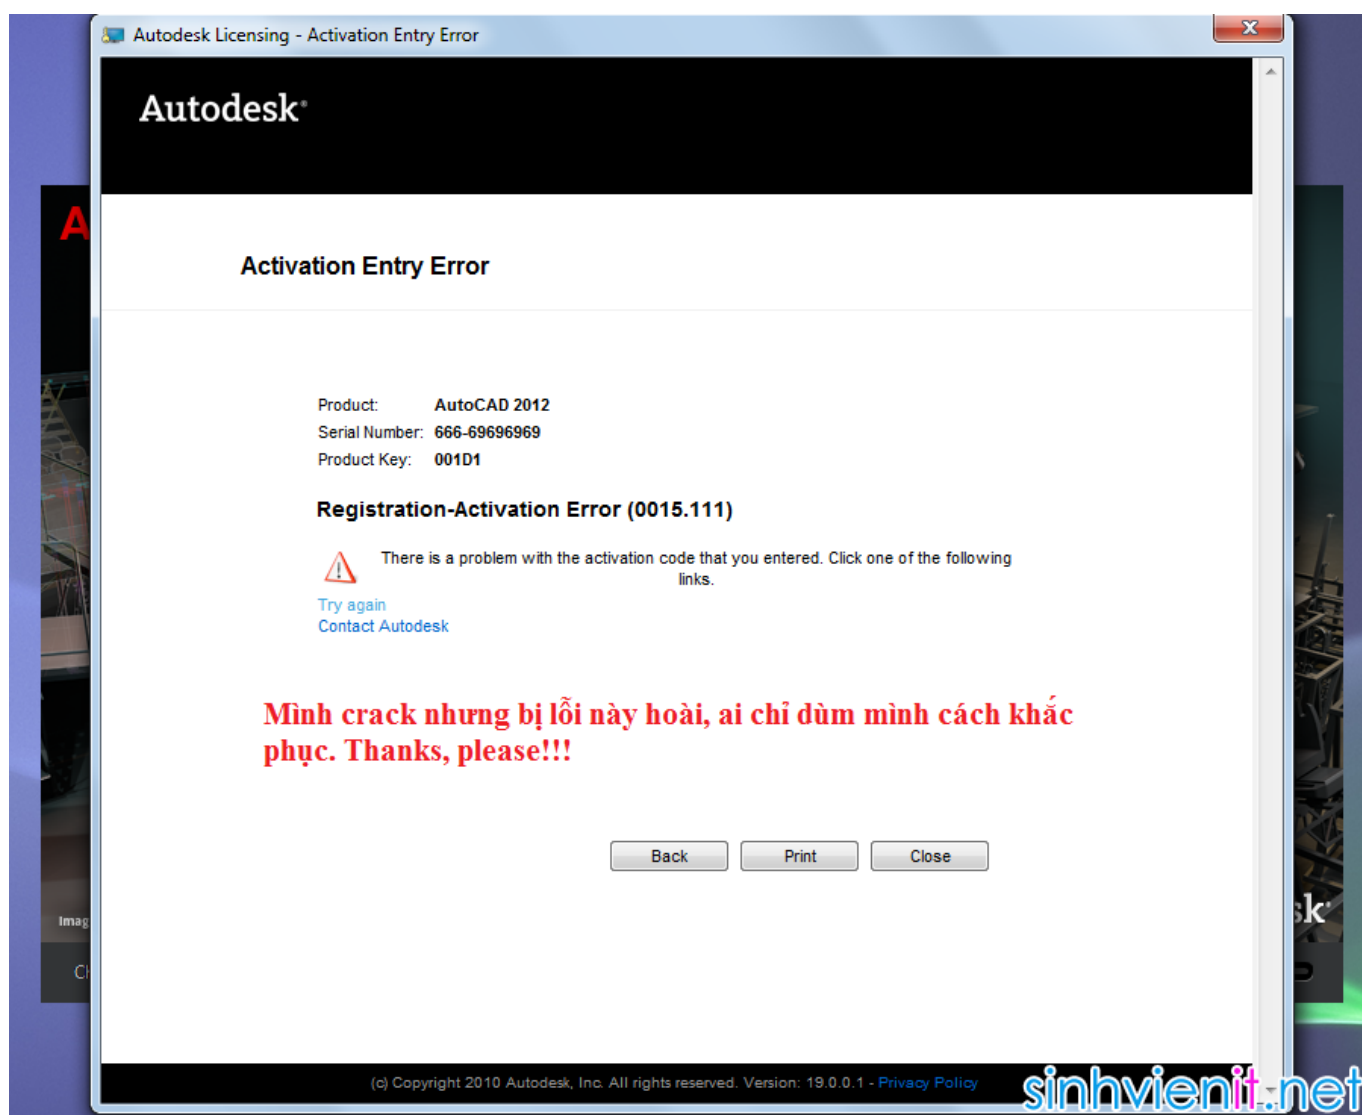 Autodesk Licensing - Activation Entry Error
Autodesk
A
Activation Entry Error
Product: AutoCAD 2012
Serial Number: 666-69696969
Product Key: 001D1
Registration-Activation Error (0015.111)
There is a problem with the activation code that you entered. Click one of the following
links.
Try again
Contact Autodesk
Mình crack nhưng bị lỗi này hoài, ai chỉ dùm mình cách khắc
phục. Thanks, please!!!
Back Print Close
Imag
sk
(c) Copyright 2010 Autodesk, Inc. All rights reserved. Version: 19.0.0.1 - Privacy Policy
sinhvienit.net